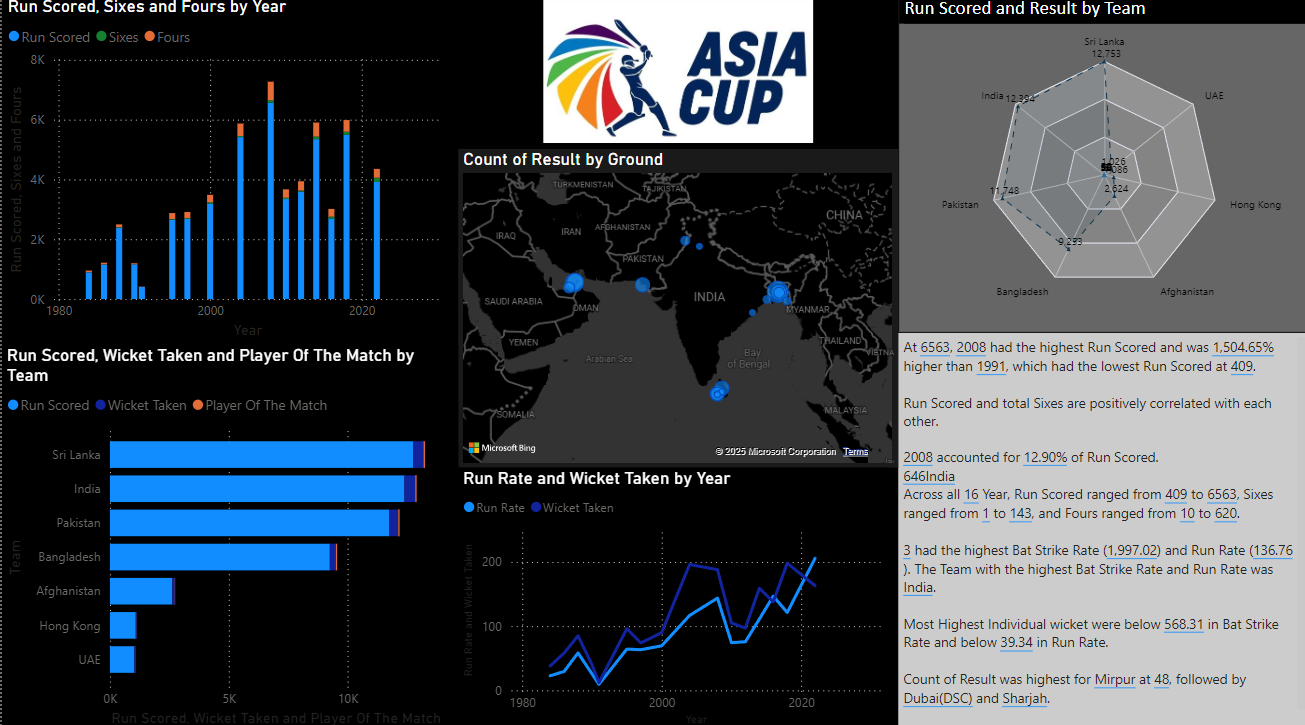 Run Scored, Sixes and Fours by Year
Run Scored Sixes Fours
8K
6K
4K
2K
0K
1980 2000 2020
Run Scored, Sixes and Fours
Year
ASIA
CUP
Count of Result by Ground
TURKMENISTAN
TAJIKISTAN
CHINA
IRAQ
IRAN
AFGHANISTAN
PAKISTAN
SAUDI ARABIA
OMAN
INDIA
MYANMAR
YEMEN
Arabian Sea
Bay
of Bengal
THAILAND
VIETNA
SOMALIA
MALAYSIA
Microsoft Bing
© 2025 Microsoft Corporation Terms
Run Scored and Result by Team
Sri Lanka
12,753
India 12,394
UAE
1,026
1,086
2,624
11,748
Pakistan
Hong Kong
9,253
Bangladesh
Afghanistan
Run Scored, Wicket Taken and Player Of The Match by
Team
Run Scored Wicket Taken Player Of The Match
Sri Lanka
India
Pakistan
Bangladesh
Afghanistan
Hong Kong
UAE
Team
0K 5K 10K
Run Scored, Wicket Taken and Player Of The Match
Run Rate and Wicket Taken by Year
Run Rate Wicket Taken
200
100
0
1980 2000 2020
Run Rate and Wicket Taken
Year
At 6563, 2008 had the highest Run Scored and was 1,504.65%
higher than 1991, which had the lowest Run Scored at 409.
Run Scored and total Sixes are positively correlated with each
other.
2008 accounted for 12.90% of Run Scored.
646India
Across all 16 Year, Run Scored ranged from 409 to 6563, Sixes
ranged from 1 to 143, and Fours ranged from 10 to 620.
3 had the highest Bat Strike Rate (1,997.02) and Run Rate (136.76
). The Team with the highest Bat Strike Rate and Run Rate was
India.
Most Highest Individual wicket were below 568.31 in Bat Strike
Rate and below 39.34 in Run Rate.
Count of Result was highest for Mirpur at 48, followed by
Dubai(DSC) and Sharjah.